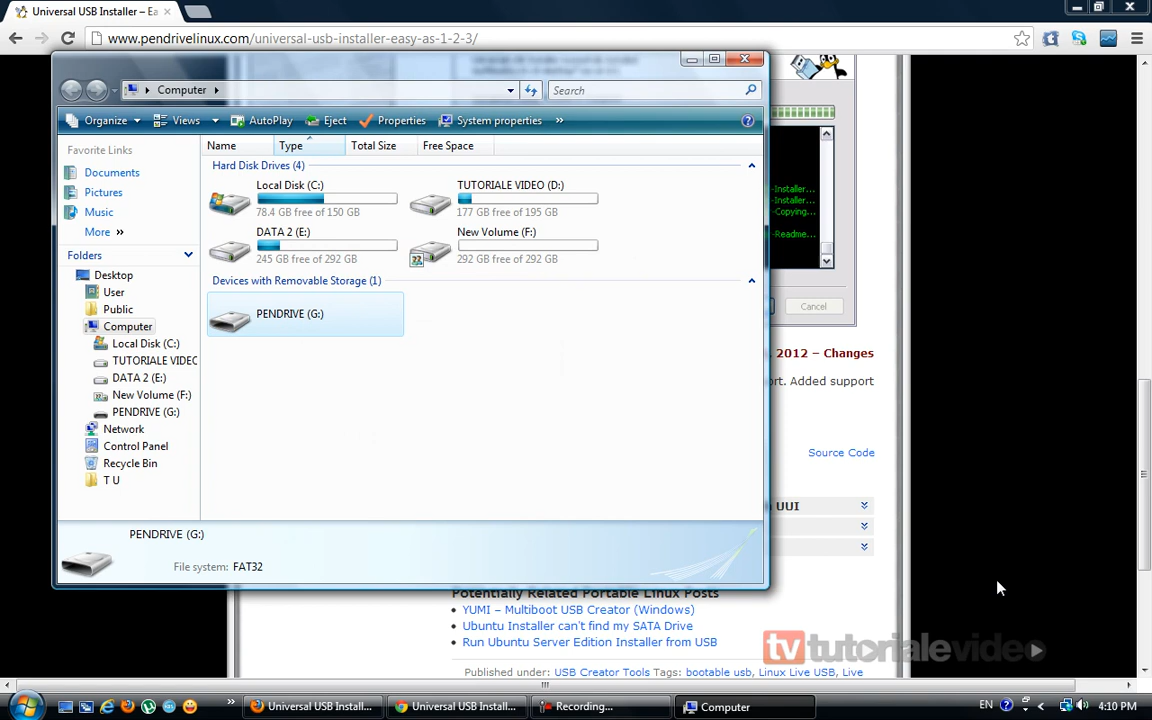 Universal USB Installer – Ea
www.pendrivelinux.com/universal-usb-installer-easy-as-1-2-3/
Computer
Search
Organize Views AutoPlay Eject Properties System properties »
Favorite Links
Documents
Pictures
Music
More »
Folders
Desktop
User
Public
Computer
Local Disk (C:)
TUTORIALE VIDEO
DATA 2 (E:)
New Volume (F:)
PENDRIVE (G:)
Network
Control Panel
Recycle Bin
T U
Name Type Total Size Free Space
Hard Disk Drives (4)
Local Disk (C:)
78.4 GB free of 150 GB
TUTORIALE VIDEO (D:)
177 GB free of 195 GB
DATA 2 (E:)
245 GB free of 292 GB
New Volume (F:)
292 GB free of 292 GB
Devices with Removable Storage (1)
PENDRIVE (G:)
PENDRIVE (G:)
File system: FAT32
-Installer...
-Installer...
-Copying...
-Readme...
Cancel
2012 – Changes
ort. Added support
Source Code
UUI
Potentially Related Portable Linux Posts
YUMI – Multiboot USB Creator (Windows)
Ubuntu Installer can't find my SATA Drive
Run Ubuntu Server Edition Installer from USB
tv tutorialevideo
Published under: USB Creator Tools Tags: bootable usb, Linux Live USB, Live
» Universal USB Install... Universal USB Install... Recording... Computer EN 4:10 PM